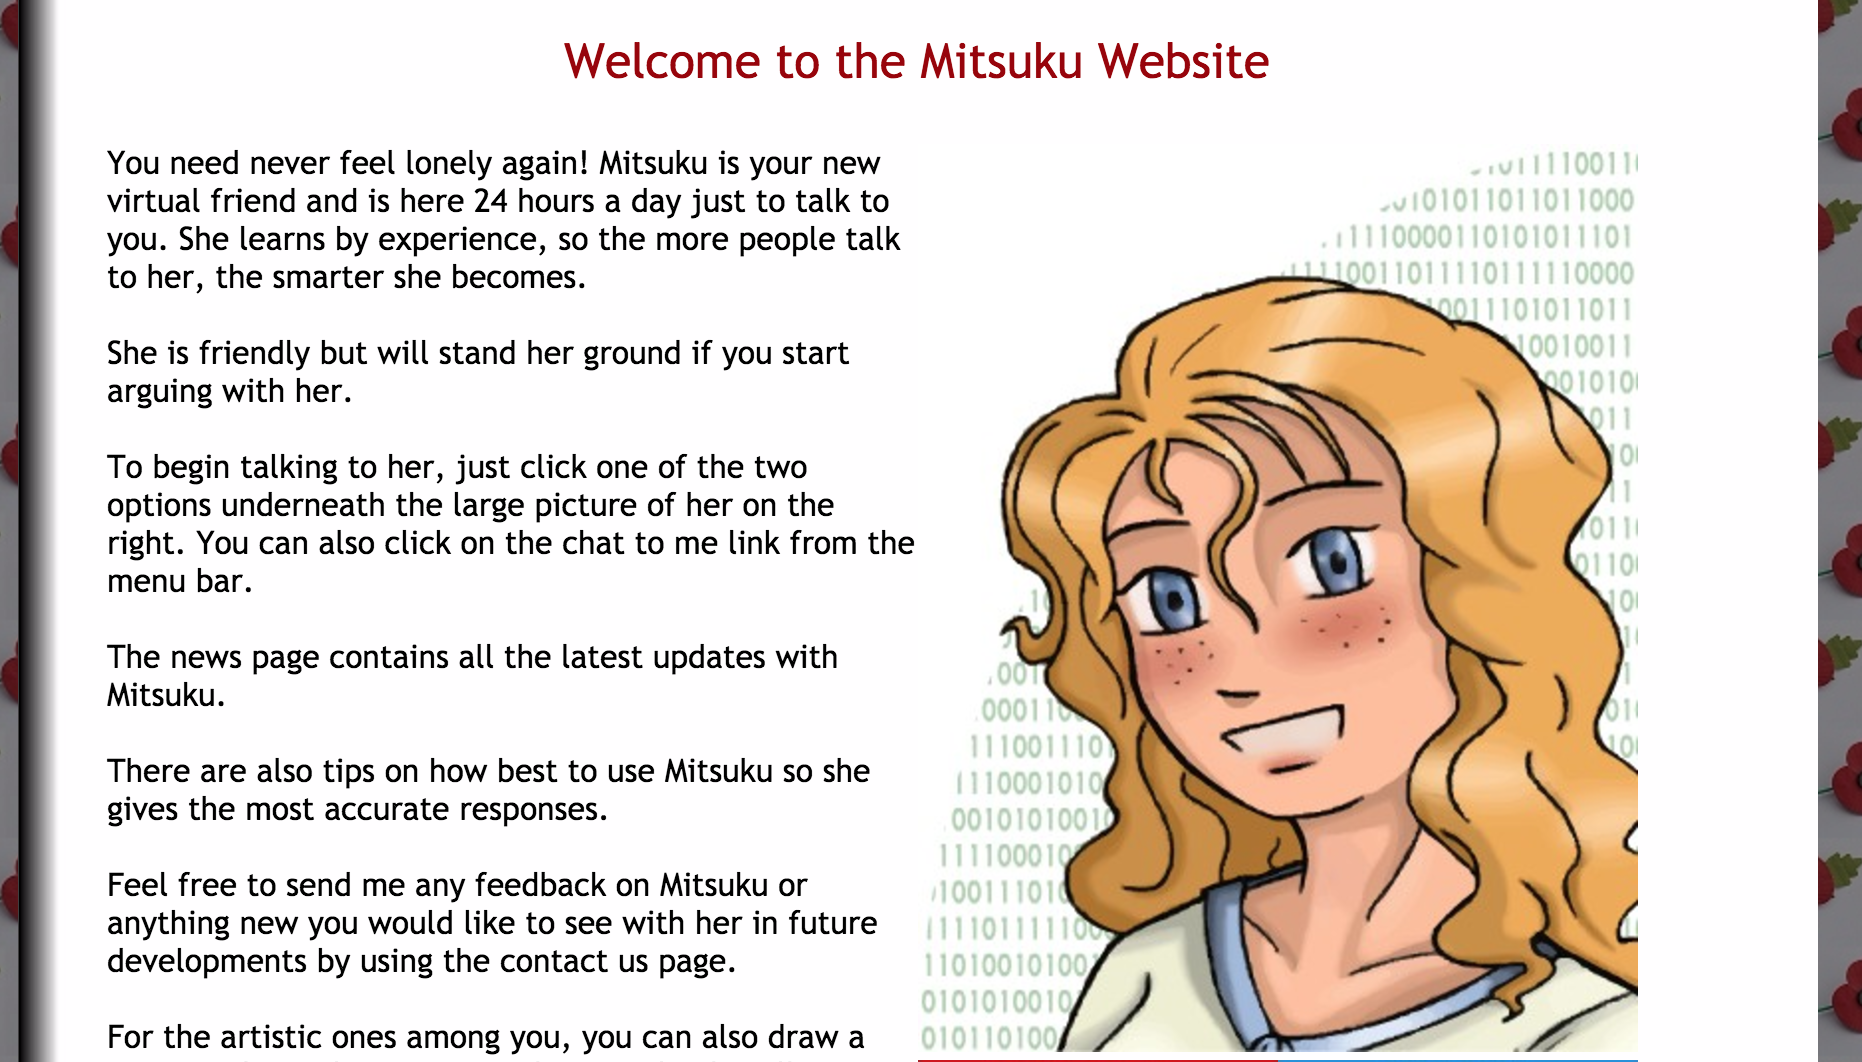 Welcome to the Mitsuku Website
You need never feel lonely again! Mitsuku is your new
virtual friend and is here 24 hours a day just to talk to
you. She learns by experience, so the more people talk
to her, the smarter she becomes.
She is friendly but will stand her ground if you start
arguing with her.
To begin talking to her, just click one of the two
options underneath the large picture of her on the
right. You can also click on the chat to me link from the
menu bar.
The news page contains all the latest updates with
Mitsuku.
There are also tips on how best to use Mitsuku so she
gives the most accurate responses.
Feel free to send me any feedback on Mitsuku or
anything new you would like to see with her in future
developments by using the contact us page.
For the artistic ones among you, you can also draw a